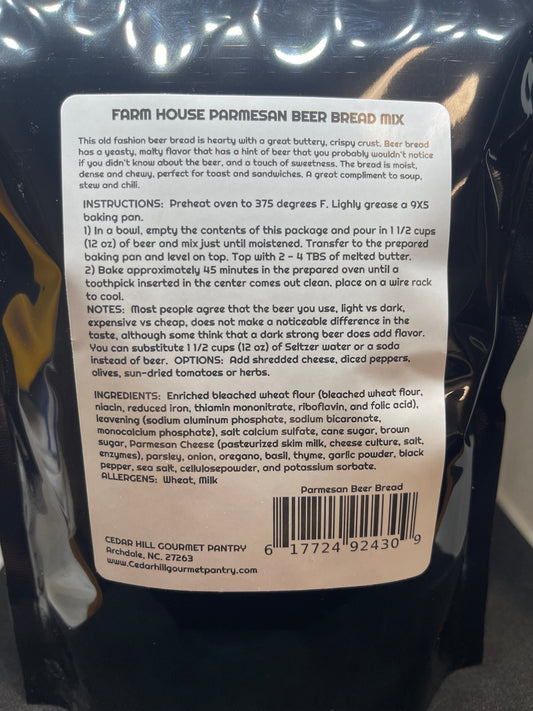 FARM HOUSE PARMESAN BEER BREAD MIX
This old fashion beer bread is hearty with a great buttery, crispy crust. Beer bread
has a yeasty, malty flavor that has a hint of beer that you probably wouldn't notice
if you didn't know about the beer, and a touch of sweetness. The bread is moist,
dense and chewy, perfect for toast and sandwiches. A great compliment to soup,
stew and chili.
INSTRUCTIONS: Preheat oven to 375 degrees F. Lighly grease a 9X5
baking pan.
1) In a bowl, empty the contents of this package and pour in 1 1/2 cups
(12 oz) of beer and mix just until moistened. Transfer to the prepared
baking pan and level on top. Top with 2 - 4 TBS of melted butter.
2) Bake approximately 45 minutes in the prepared oven until a
toothpick inserted in the center comes out clean. place on a wire rack
to cool.
NOTES: Most people agree that the beer you use, light vs dark,
expensive vs cheap, does not make a noticeable difference in the
taste, although some think that a dark strong beer does add flavor.
You can substitute 1 1/2 cups (12 oz) of Seltzer water or a soda
instead of beer. OPTIONS: Add shredded cheese, diced peppers,
olives, sun-dried tomatoes or herbs.
INGREDIENTS: Enriched bleached wheat flour (bleached wheat flour,
niacin, reduced iron, thiamin mononitrate, riboflavin, and folic acid),
leavening (sodium aluminum phosphate, sodium bicaronate,
monocalcium phosphate), salt calcium sulfate, cane sugar, brown
sugar, Parmesan Cheese (pasteurized skim milk, cheese culture, salt,
enzymes), parsley, onion, oregano, basil, thyme, garlic powder, black
pepper, sea salt, cellulosepowder, and potassium sorbate.
ALLERGENS: Wheat, Milk
Parmesan Beer Bread
CEDAR HILL GOURMET PANTRY
Archdale, NC. 27263
www.Cedarhillgourmetpantry.com
6 17724 92430 9